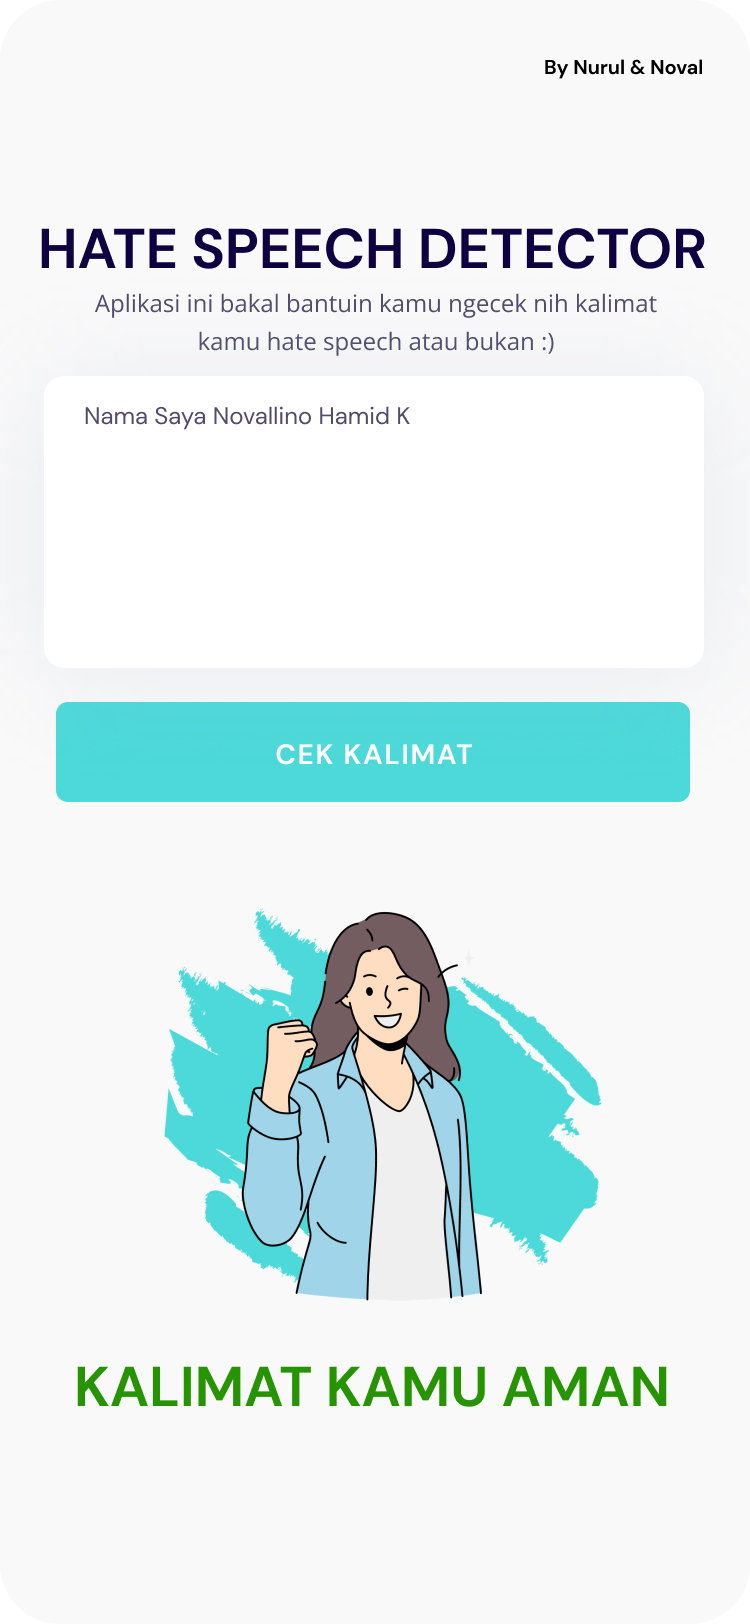 By Nurul & Noval
HATE SPEECH DETECTOR
Aplikasi ini bakal bantuin kamu ngecek nih kalimat
kamu hate speech atau bukan :)
Nama Saya Novallino Hamid K
CEK KALIMAT
KALIMAT KAMU AMAN